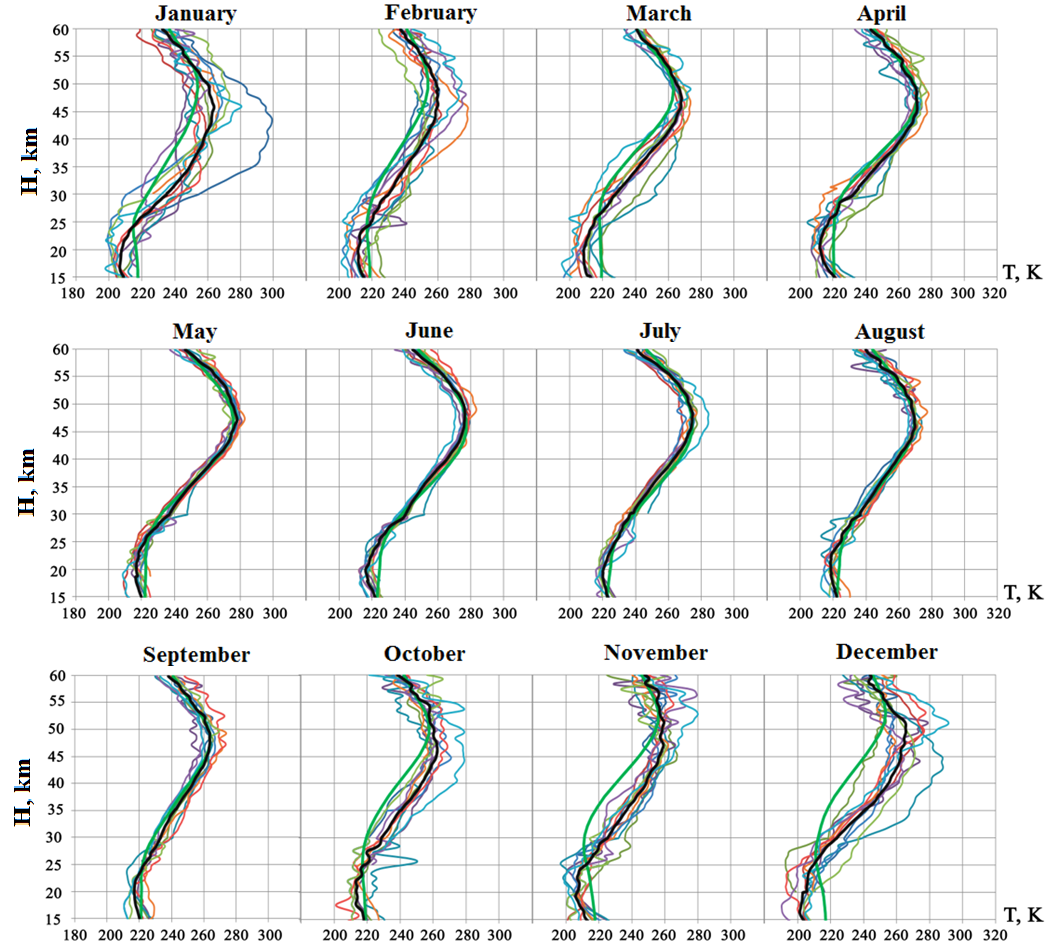 January February March April
60
55
50
45
40
35
30
25
20
15
H, km
T, K
180 200 220 240 260 280 300 200 220 240 260 280 300 200 220 240 260 280 300 200 220 240 260 280 300 320
May June July August
60
55
50
45
40
35
30
25
20
15
H, km
T, K
180 200 220 240 260 280 300 200 220 240 260 280 300 200 220 240 260 280 300 200 220 240 260 280 300 320
September October November December
60
55
50
45
40
35
30
25
20
15
H, km
T, K
180 200 220 240 260 280 300 200 220 240 260 280 300 200 220 240 260 280 300 200 220 240 260 280 300 320